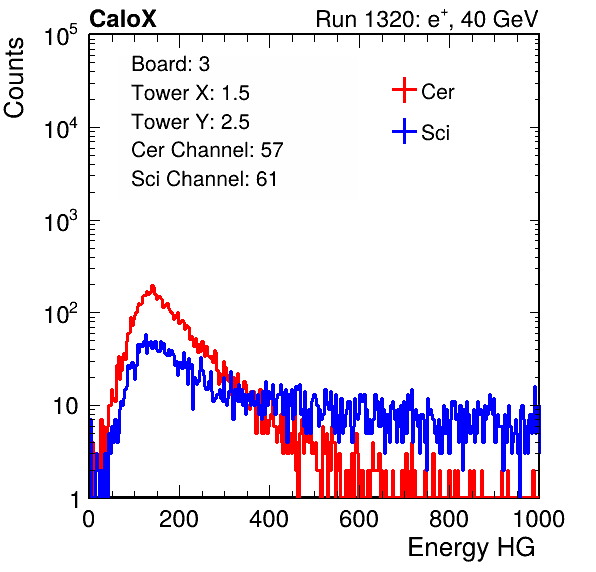 CaloX Run 1320: e+, 40 GeV
Counts
Board: 3
Tower X: 1.5
Tower Y: 2.5
Cer Channel: 57
Sci Channel: 61
Cer
Sci
10^5
10^4
10^3
10^2
10
1
0 200 400 600 800 1000
Energy HG